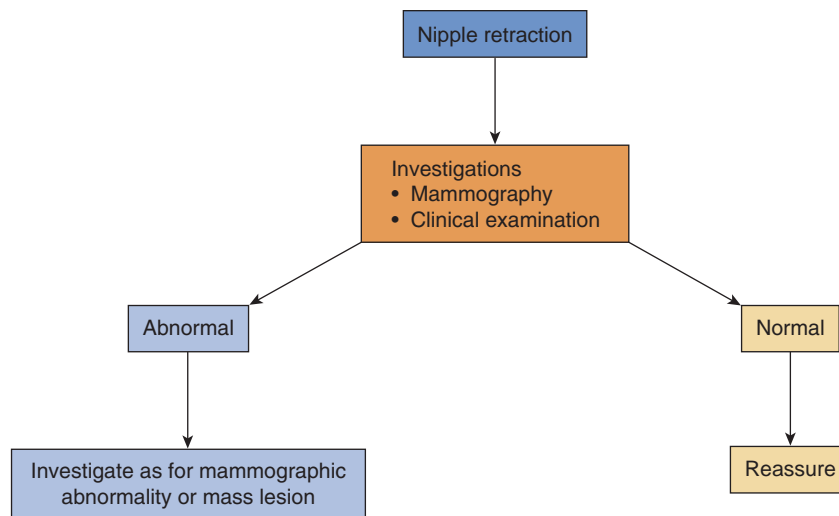 Nipple retraction
Investigations
• Mammography
• Clinical examination
Abnormal
Normal
Investigate as for mammographic
abnormality or mass lesion
Reassure